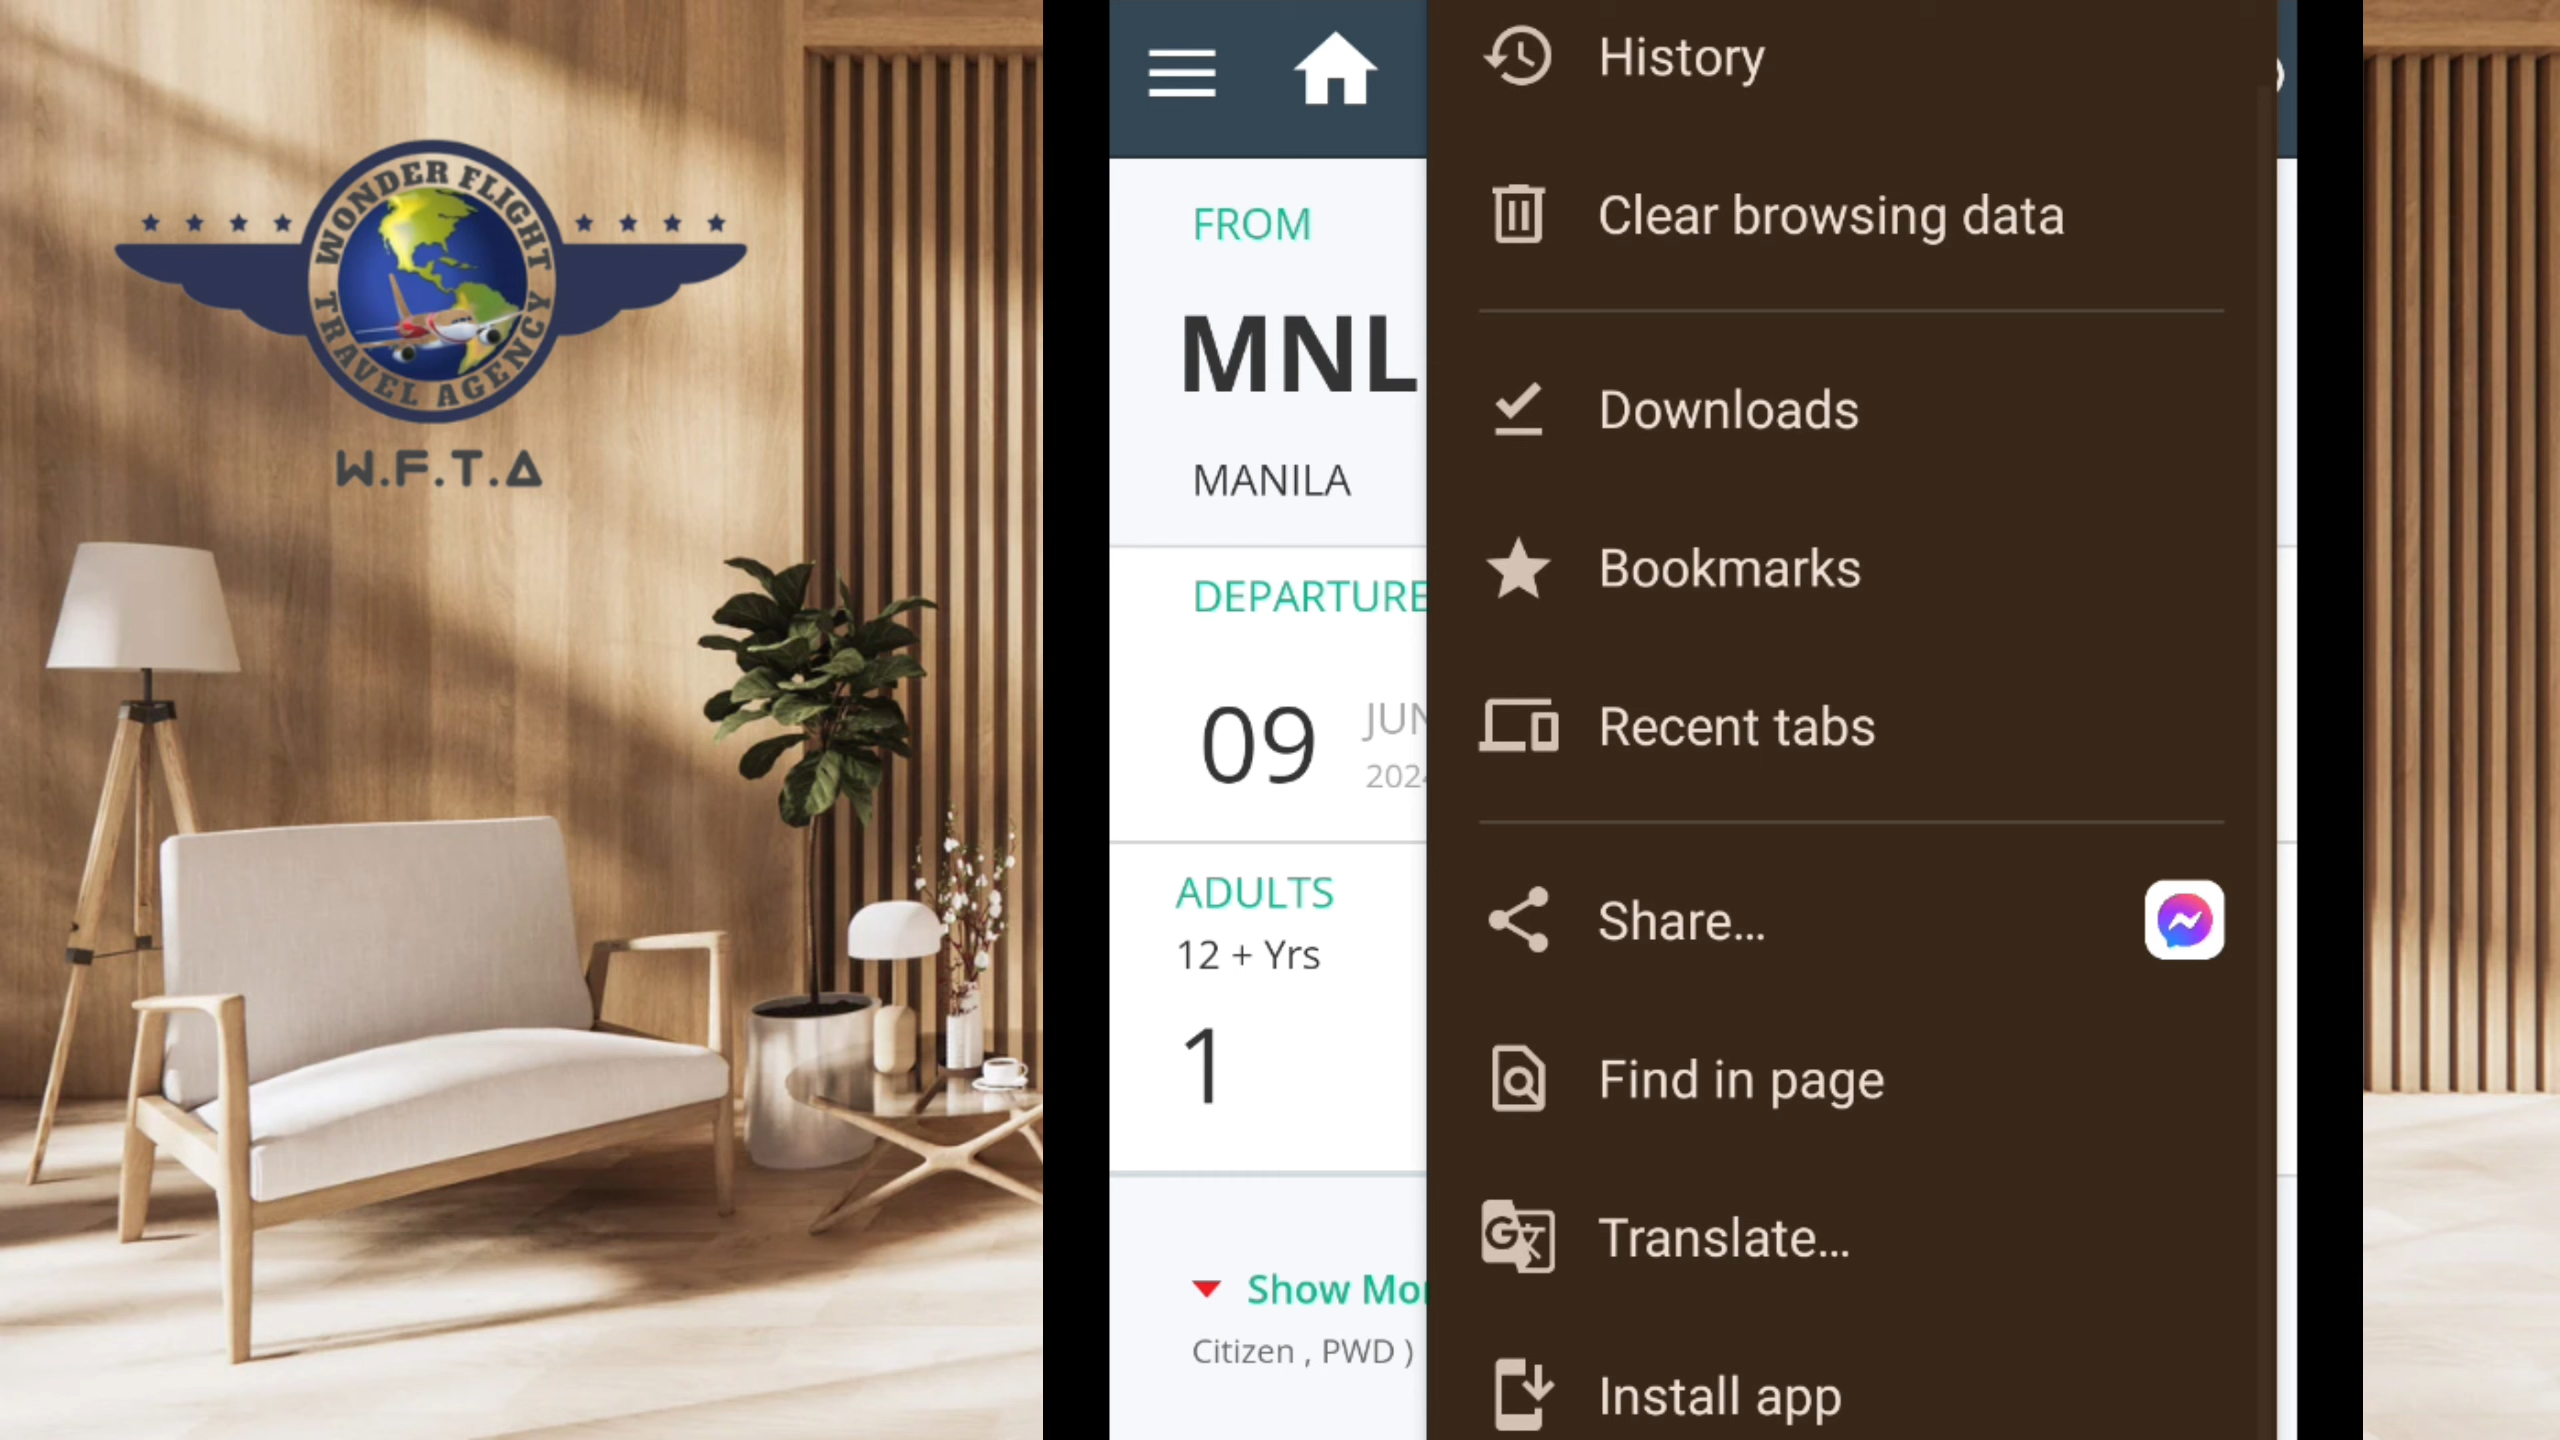 WONDER FLIGHT
TRAVEL AGENCY
W.F.T.A
FROM
MNL
MANILA
DEPARTURE
09
ADULTS
12 + Yrs
1
Show
Citizen , PWD )
History
Clear browsing data
Downloads
Bookmarks
Recent tabs
Share...
Find in page
Translate...
Install app